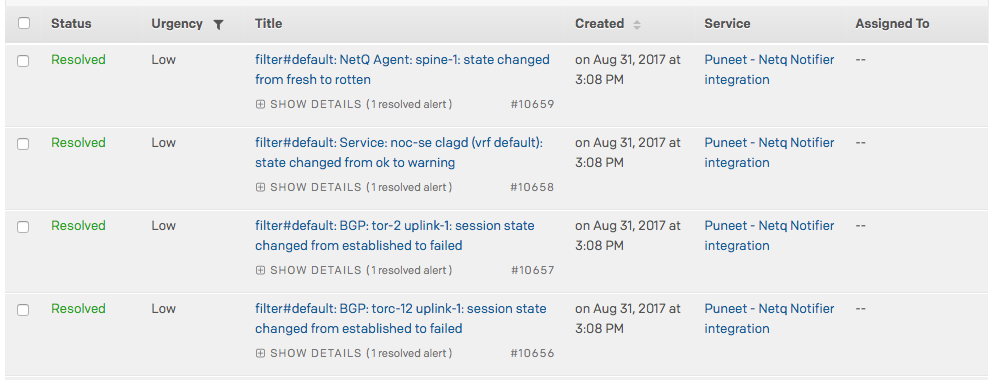 Status Urgency Title Created Service Assigned To
Resolved Low filter#default: NetQ Agent: spine-1: state changed on Aug 31, 2017 at Puneet - Netq Notifier --
from fresh to rotten 3:08 PM integration
SHOW DETAILS (1 resolved alert) #10659
Resolved Low filter#default: Service: noc-se clagd (vrf default): on Aug 31, 2017 at Puneet - Netq Notifier --
state changed from ok to warning 3:08 PM integration
SHOW DETAILS (1 resolved alert) #10658
Resolved Low filter#default: BGP: tor-2 uplink-1: session state on Aug 31, 2017 at Puneet - Netq Notifier --
changed from established to failed 3:08 PM integration
SHOW DETAILS (1 resolved alert) #10657
Resolved Low filter#default: BGP: torc-12 uplink-1: session state on Aug 31, 2017 at Puneet - Netq Notifier --
changed from established to failed 3:08 PM integration
SHOW DETAILS (1 resolved alert) #10656